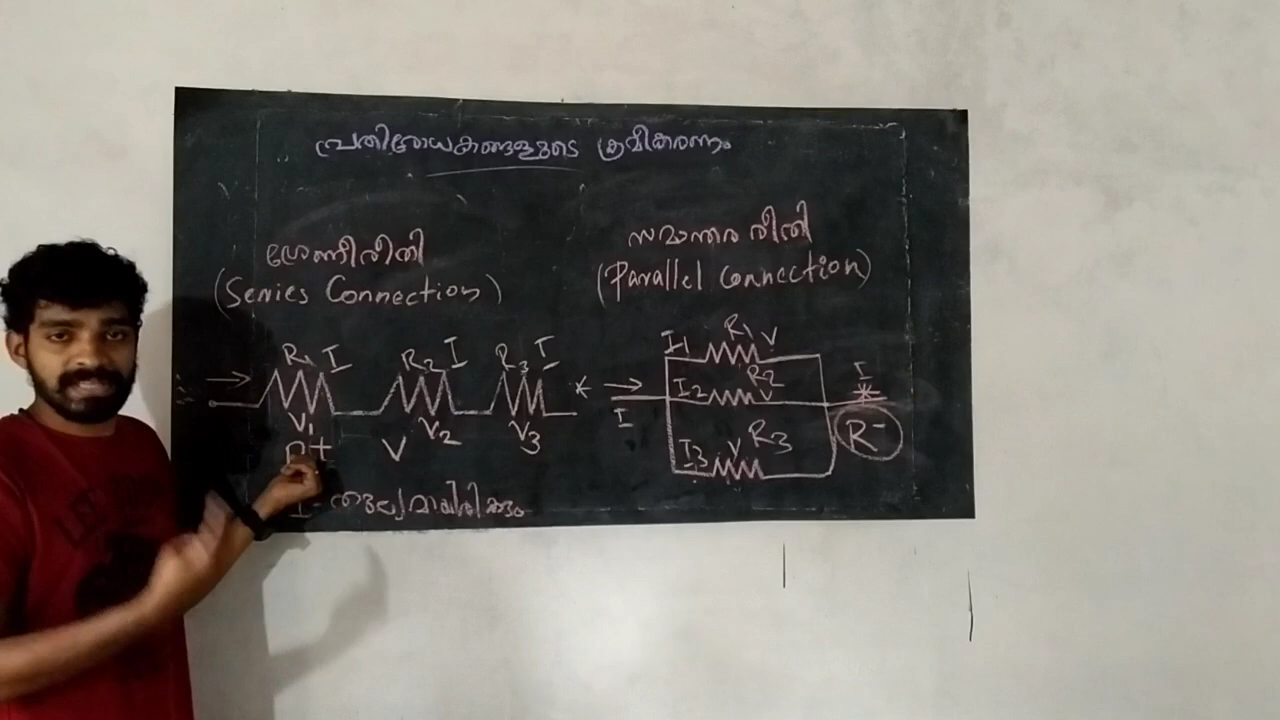 പ്രതിരോധകങ്ങളുടെ ക്രമീകരണം
ശ്രേണീരീതി
(Series Connection)
R1 I R2 I R3 I
V1 V2 V3
R↑ V
I - തുല്യമായിരിക്കും
സമാന്തര രീതി
(Parallel Connection)
I1 R1 V
I2 R2 V
I I
I3 V R3
R-